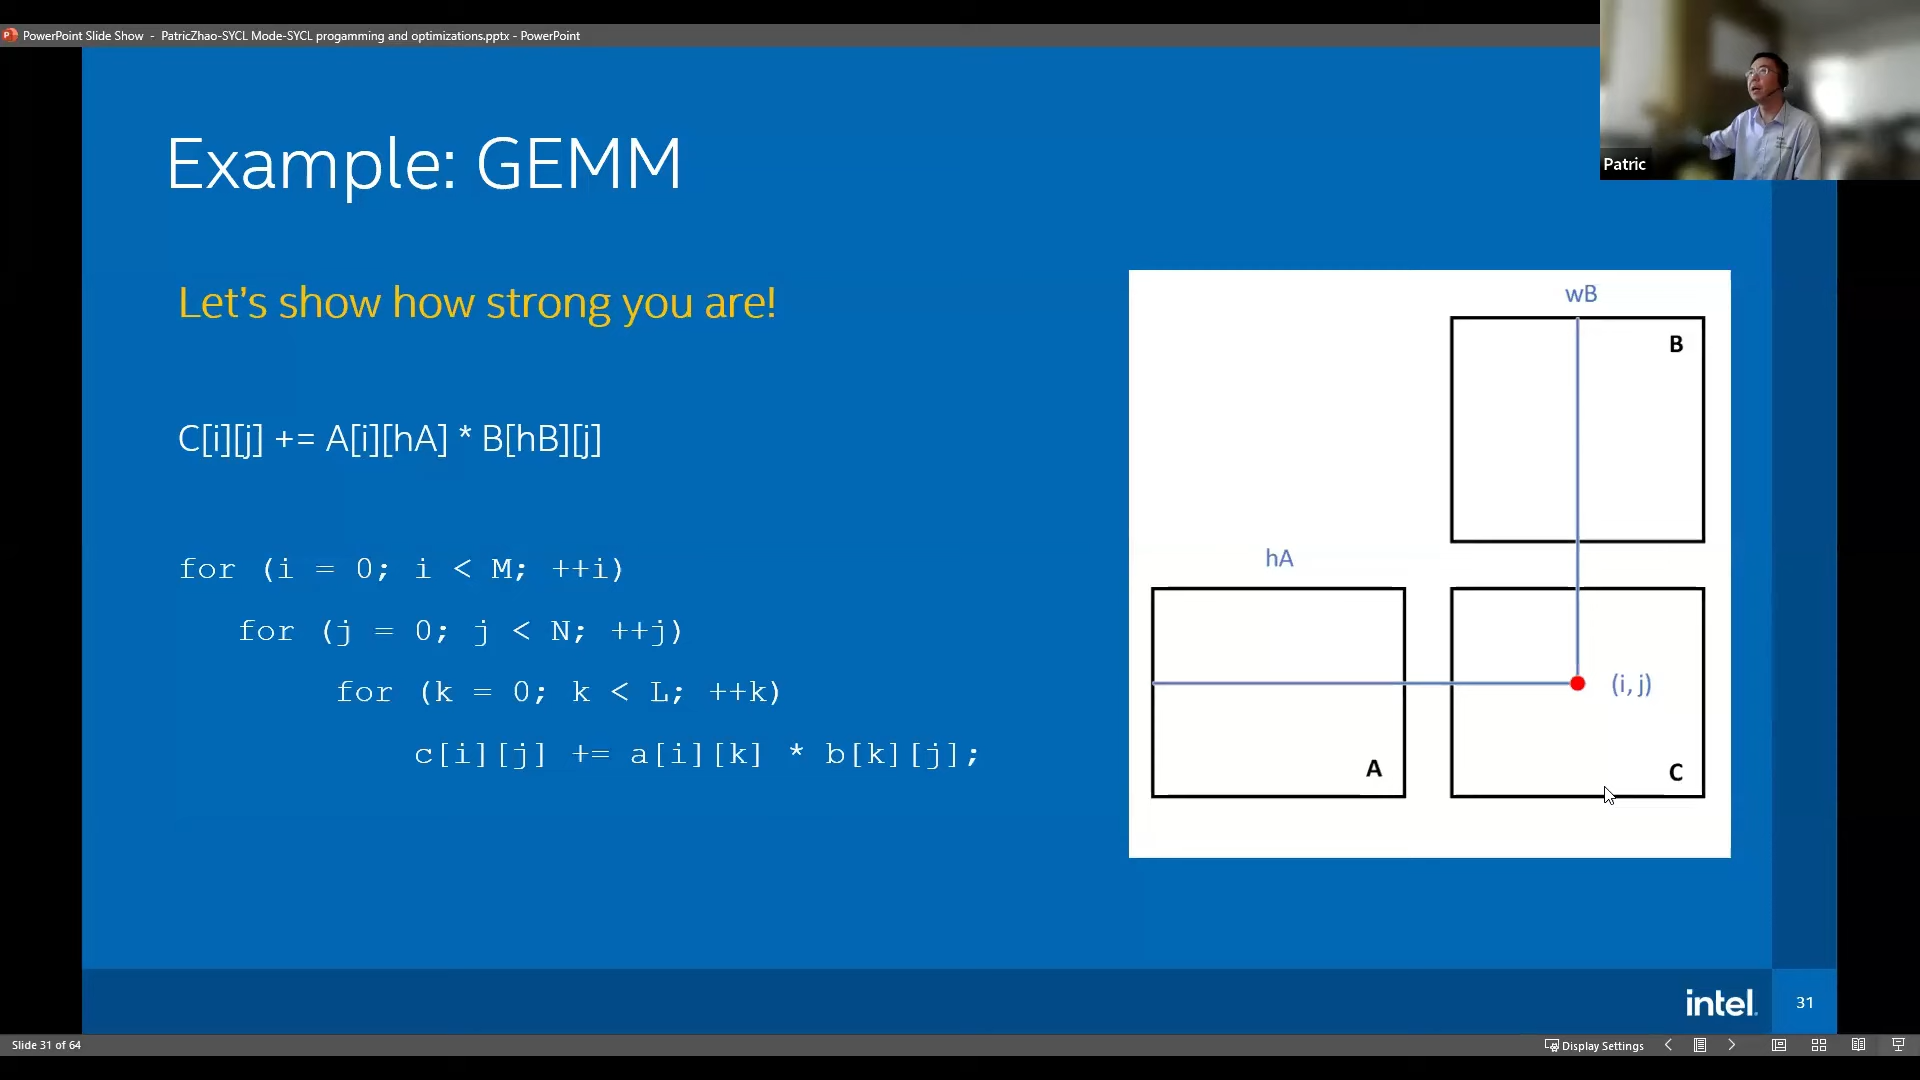 PowerPoint Slide Show - PatricZhao-SYCL Mode-SYCL progamming and optimizations.pptx - PowerPoint
Patric
Example: GEMM
Let's show how strong you are!
C[i][j] += A[i][hA] * B[hB][j]
for (i = 0; i < M; ++i)
for (j = 0; j < N; ++j)
for (k = 0; k < L; ++k)
c[i][j] += a[i][k] * b[k][j];
wB
B
hA
(i, j)
A
C
intel.
31
Slide 31 of 64
Display Settings